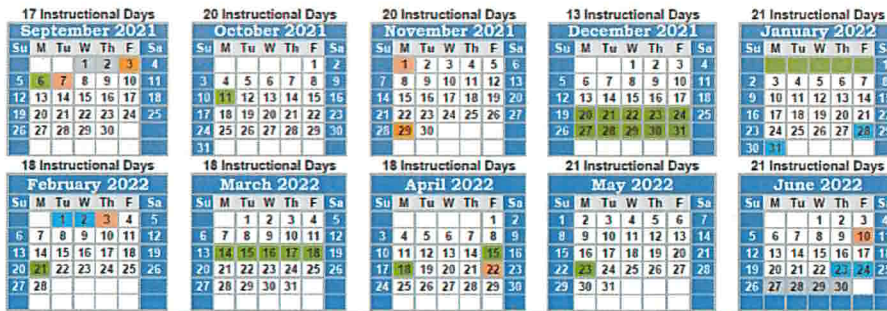 17 Instructional Days
September 2021
Su M Tu W Th F Sa
1 2 3 4
5 6 7 8 9 10 11
12 13 14 15 16 17 18
19 20 21 22 23 24 25
26 27 28 29 30
20 Instructional Days
October 2021
Su M Tu W Th F Sa
1 2
3 4 5 6 7 8 9
10 11 12 13 14 15 16
17 18 19 20 21 22 23
24 25 26 27 28 29 30
31
20 Instructional Days
November 2021
Su M Tu W Th F Sa
1 2 3 4 5 6
7 8 9 10 11 12 13
14 15 16 17 18 19 20
21 22 23 24 25 26 27
28 29 30
13 Instructional Days
December 2021
Su M Tu W Th F Sa
1 2 3 4
5 6 7 8 9 10 11
12 13 14 15 16 17 18
19 20 21 22 23 24 25
26 27 28 29 30 31
21 Instructional Days
January 2022
Su M Tu W Th F Sa
2 3 4 5 6 7
9 10 11 12 13 14
16 17 18 19 20 21
23 24 25 26 27 28
30 31
18 Instructional Days
February 2022
Su M Tu W Th F Sa
1 2 3 4 5
6 7 8 9 10 11 12
13 14 15 16 17 18 19
20 21 22 23 24 25 26
27 28
18 Instructional Days
March 2022
Su M Tu W Th F Sa
1 2 3 4 5
6 7 8 9 10 11 12
13 14 15 16 17 18 19
20 21 22 23 24 25 26
27 28 29 30 31
18 Instructional Days
April 2022
Su M Tu W Th F Sa
1 2
3 4 5 6 7 8 9
10 11 12 13 14 15 16
17 18 19 20 21 22 23
24 25 26 27 28 29 30
21 Instructional Days
May 2022
Su M Tu W Th F Sa
1 2 3 4 5 6 7
8 9 10 11 12 13 14
15 16 17 18 19 20 21
22 23 24 25 26 27 28
29 30 31
21 Instructional Days
June 2022
Su M Tu W Th F Sa
1 2 3
5 6 7 8 9 10
12 13 14 15 16 17
19 20 21 22 23 24
26 27 28 29 30